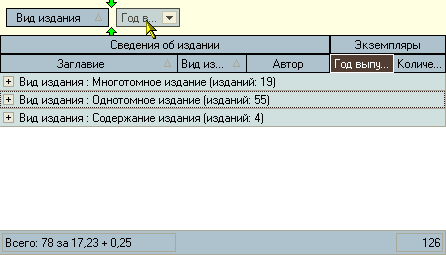 Вид издания Год в...
Сведения об издании Экземпляры
Заглавие Вид из... Автор Год выпу... Количе...
Вид издания : Многотомное издание (изданий: 19)
Вид издания : Однотомное издание (изданий: 55)
Вид издания : Содержание издания (изданий: 4)
Всего: 78 за 17,23 + 0,25 126